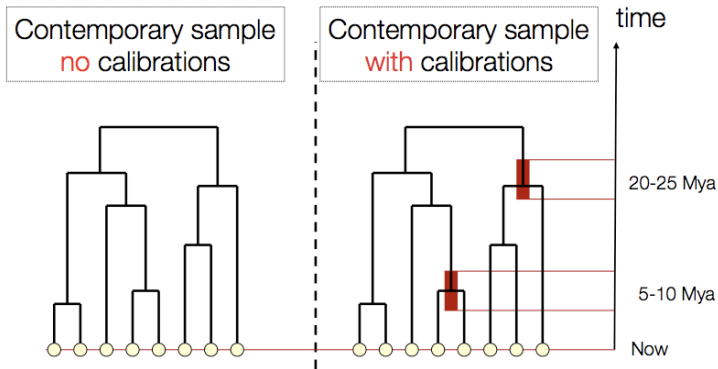 Contemporary sample
no calibrations
Contemporary sample
with calibrations
time
20-25 Mya
5-10 Mya
Now